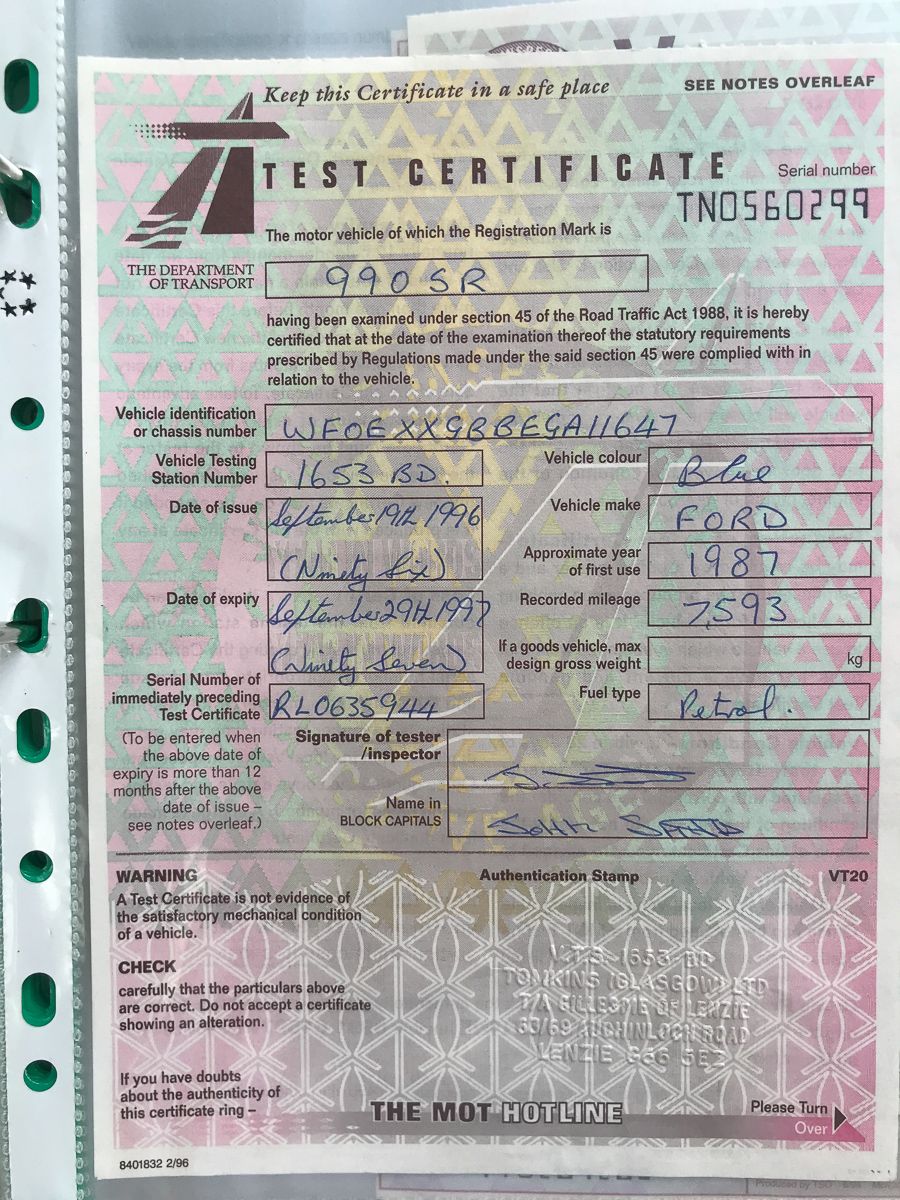 Keep this Certificate in a safe place
SEE NOTES OVERLEAF
TEST CERTIFICATE
Serial number
TN0560299
The motor vehicle of which the Registration Mark is
THE DEPARTMENT
OF TRANSPORT
990 SR
having been examined under section 45 of the Road Traffic Act 1988, it is hereby
certified that at the date of the examination thereof the statutory requirements
prescribed by Regulations made under the said section 45 were complied with in
relation to the vehicle.
Vehicle identification
or chassis number
WF0EXXGBBEGA11647
Vehicle Testing
Station Number
1653 BD.
Vehicle colour
Blue
Date of issue
September 19th 1996
(Ninety Six)
Vehicle make
FORD
Approximate year
of first use
1987
Date of expiry
September 29th 1997
(Ninety Seven)
Recorded mileage
7,593
If a goods vehicle, max
design gross weight
kg
Serial Number of
immediately preceding
Test Certificate
RL0635944
Fuel type
Petrol.
(To be entered when
the above date of
expiry is more than 12
months after the above
date of issue –
see notes overleaf.)
Signature of tester
/inspector
Name in
BLOCK CAPITALS
JOHN
WARNING
A Test Certificate is not evidence of
the satisfactory mechanical condition
of a vehicle.
Authentication Stamp
VT20
CHECK
carefully that the particulars above
are correct. Do not accept a certificate
showing an alteration.
V.T.S. 1653 BD
TOMKINS (GLASGOW) LTD
T/A GILLESPIE OF LENZIE
63/69 AUCHINLOCH ROAD
LENZIE G66 5EZ
If you have doubts
about the authenticity of
this certificate ring –
THE MOT HOTLINE
Please Turn
Over
8401832 2/96